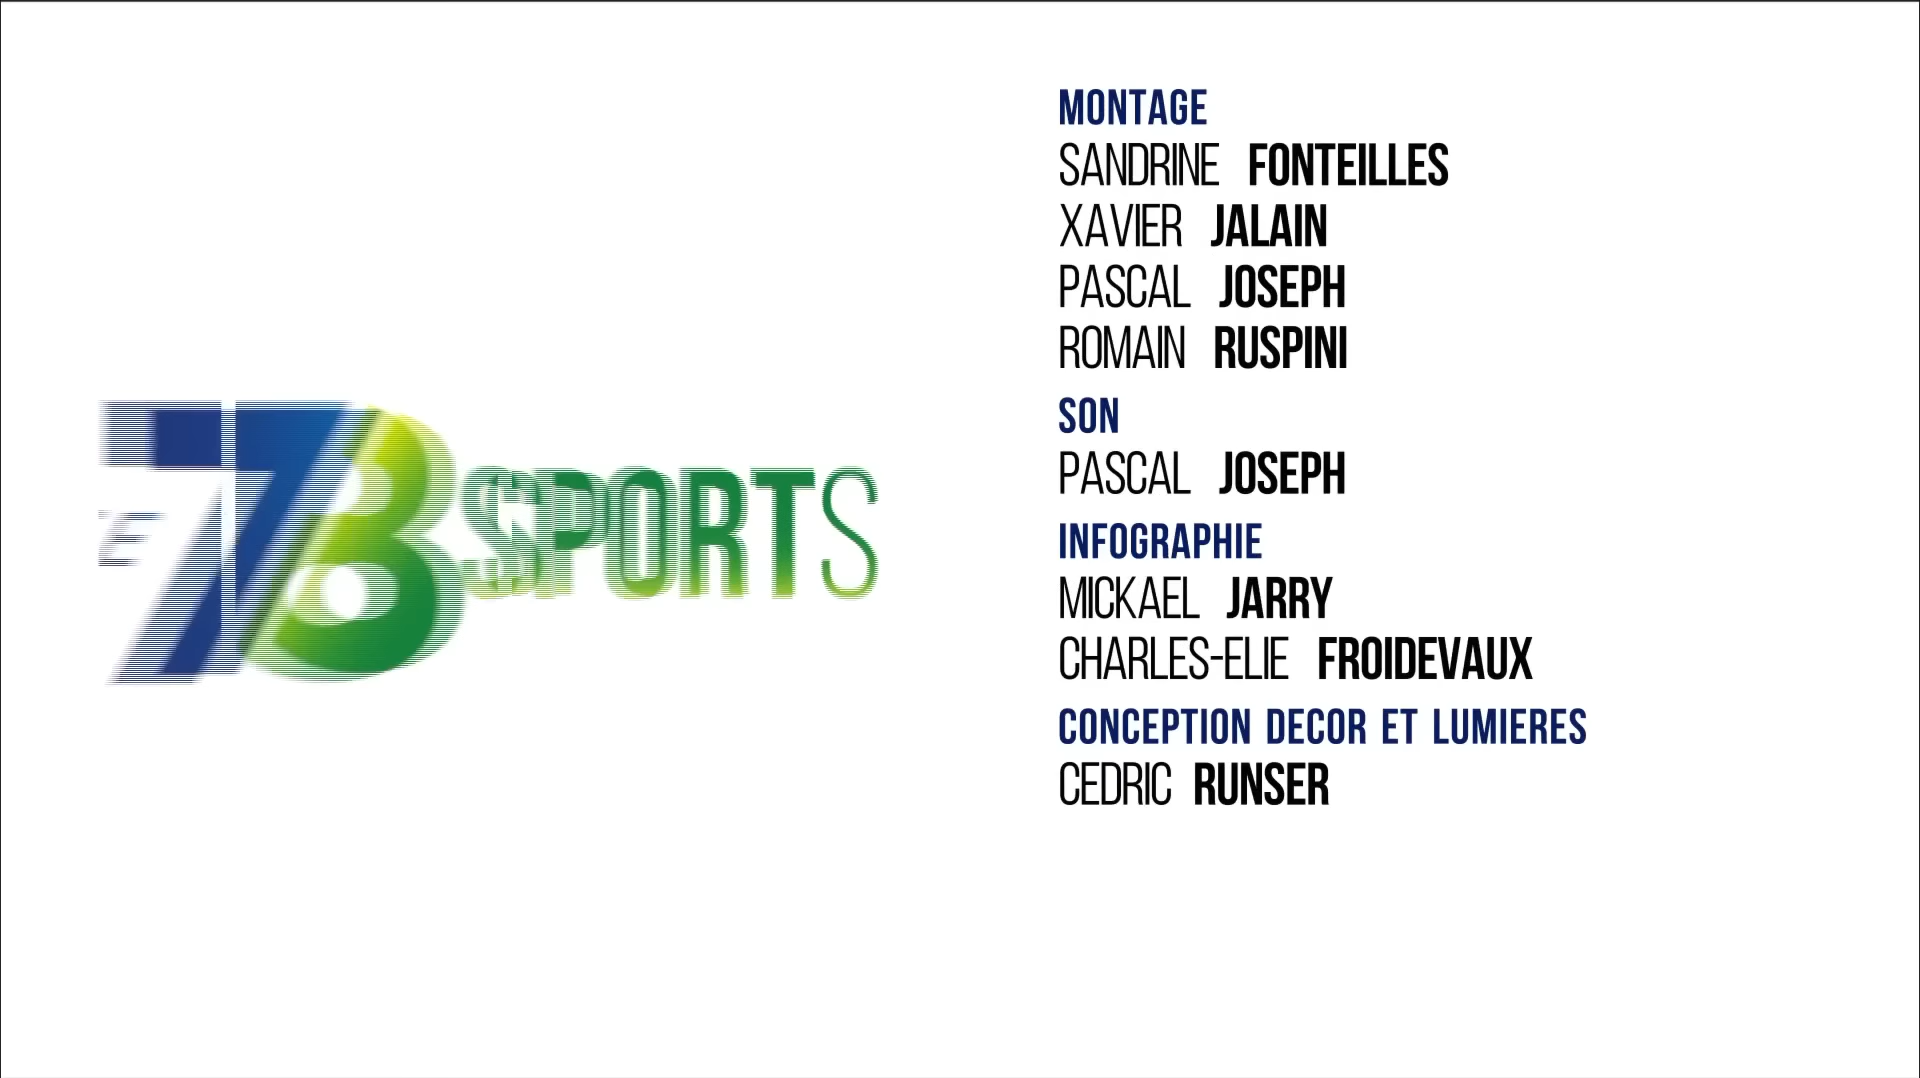 78 SPORTS
MONTAGE
SANDRINE FONTEILLES
XAVIER JALAIN
PASCAL JOSEPH
ROMAIN RUSPINI
SON
PASCAL JOSEPH
INFOGRAPHIE
MICKAEL JARRY
CHARLES-ELIE FROIDEVAUX
CONCEPTION DECOR ET LUMIERES
CEDRIC RUNSER